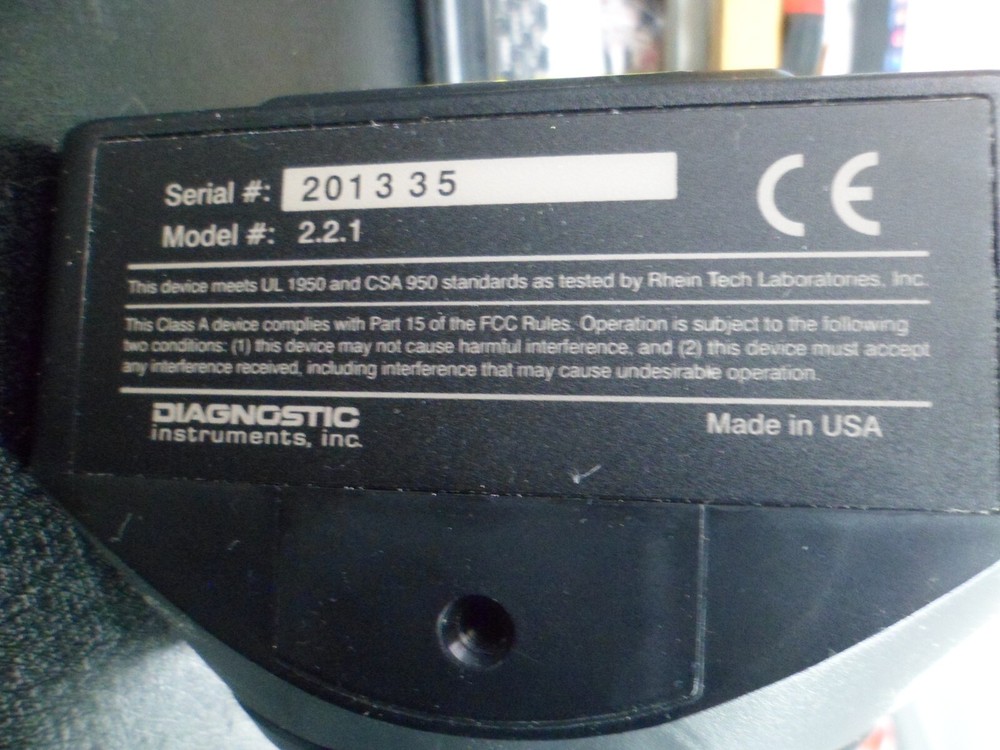 Serial #: 201335
CE
Model #: 2.2.1
This device meets UL 1950 and CSA 950 standards as tested by Rhein Tech Laboratories, Inc.
This Class A device complies with Part 15 of the FCC Rules. Operation is subject to the following
two conditions: (1) this device may not cause harmful interference, and (2) this device must accept
any interference received, including interference that may cause undesirable operation.
DIAGNOSTIC
instruments, inc.
Made in USA